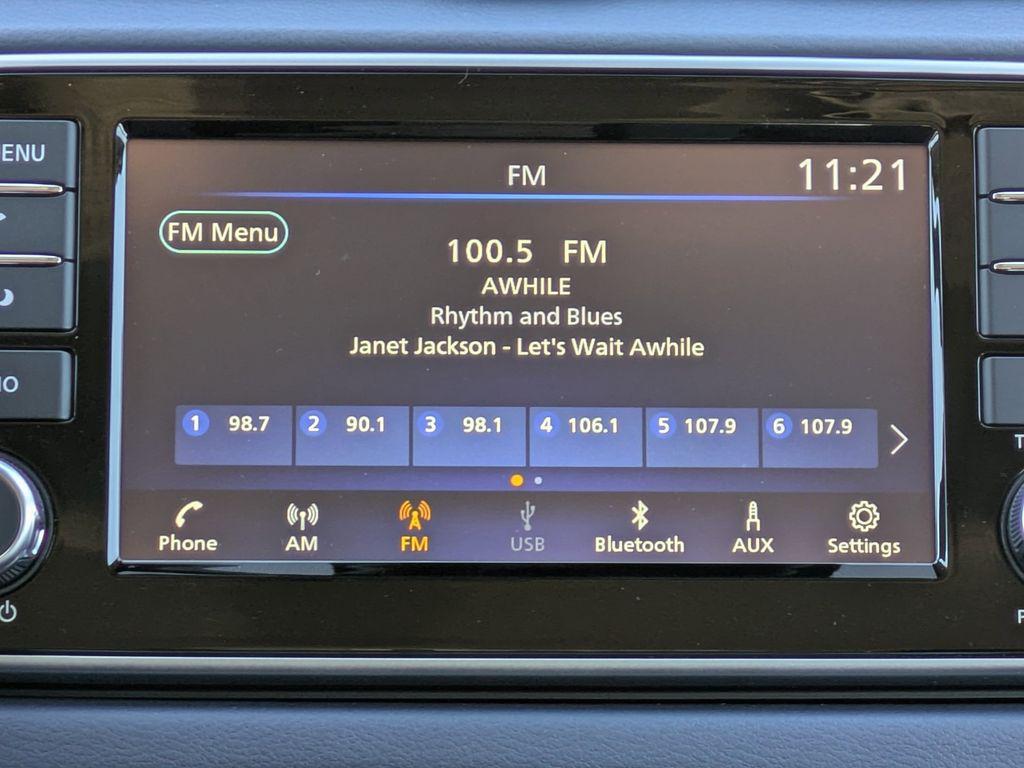 ENU
FM
11:21
FM Menu
100.5 FM
AWHILE
Rhythm and Blues
Janet Jackson - Let's Wait Awhile
IO
1 98.7 2 90.1 3 98.1 4 106.1 5 107.9 6 107.9
Phone AM FM USB Bluetooth AUX Settings